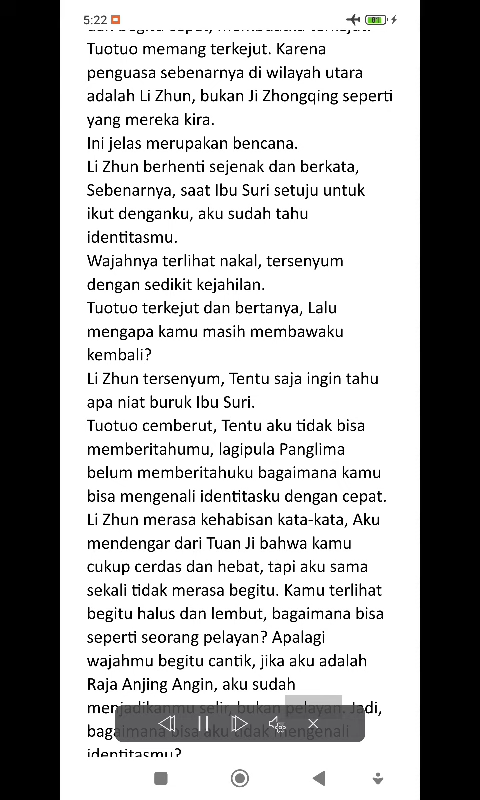 5:22
Tuotuo memang terkejut. Karena
penguasa sebenarnya di wilayah utara
adalah Li Zhun, bukan Ji Zhongqing seperti
yang mereka kira.
Ini jelas merupakan bencana.
Li Zhun berhenti sejenak dan berkata,
Sebenarnya, saat Ibu Suri setuju untuk
ikut denganku, aku sudah tahu
identitasmu.
Wajahnya terlihat nakal, tersenyum
dengan sedikit kejahilan.
Tuotuo terkejut dan bertanya, Lalu
mengapa kamu masih membawaku
kembali?
Li Zhun tersenyum, Tentu saja ingin tahu
apa niat buruk Ibu Suri.
Tuotuo cemberut, Tentu aku tidak bisa
memberitahumu, lagipula Panglima
belum memberitahuku bagaimana kamu
bisa mengenali identitasku dengan cepat.
Li Zhun merasa kehabisan kata-kata, Aku
mendengar dari Tuan Ji bahwa kamu
cukup cerdas dan hebat, tapi aku sama
sekali tidak merasa begitu. Kamu terlihat
begitu halus dan lembut, bagaimana bisa
seperti seorang pelayan? Apalagi
wajahmu begitu cantik, jika aku adalah
Raja Anjing Angin, aku sudah
menjadikanmu selir, bukan pelayan. Jadi,
bagaimana bisa aku tidak mengenali
identitasmu?